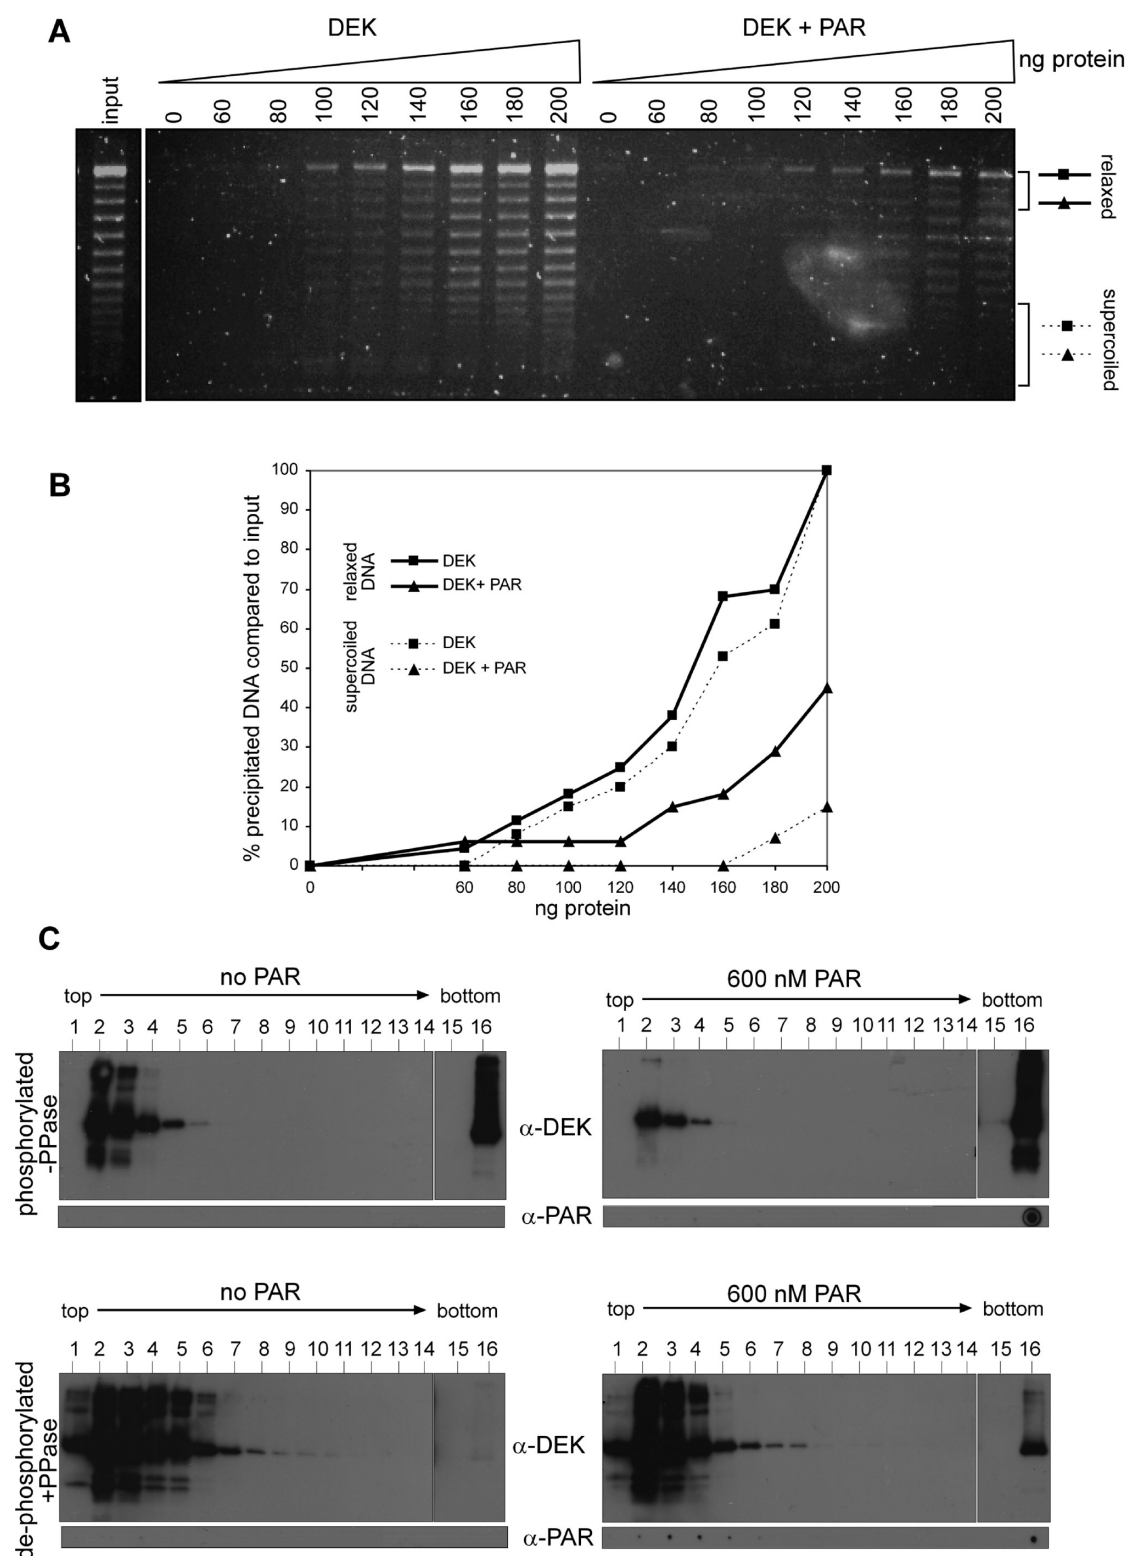 A
DEK
DEK + PAR
ng protein
input
0 60 80 100 120 140 160 180 200
0 60 80 100 120 140 160 180 200
relaxed
supercoiled
B
% precipitated DNA compared to input
100
90
80
70
60
50
40
30
20
10
0
relaxed
DNA
DEK
DEK+ PAR
supercoiled
DNA
DEK
DEK + PAR
0 60 80 100 120 140 160 180 200
ng protein
C
no PAR
top bottom
1 2 3 4 5 6 7 8 9 10 11 12 13 14 15 16
600 nM PAR
top bottom
1 2 3 4 5 6 7 8 9 10 11 12 13 14 15 16
phosphorylated
-PPase
α-DEK
α-PAR
no PAR
top bottom
1 2 3 4 5 6 7 8 9 10 11 12 13 14 15 16
600 nM PAR
top bottom
1 2 3 4 5 6 7 8 9 10 11 12 13 14 15 16
de-phosphorylated
+PPase
α-DEK
α-PAR